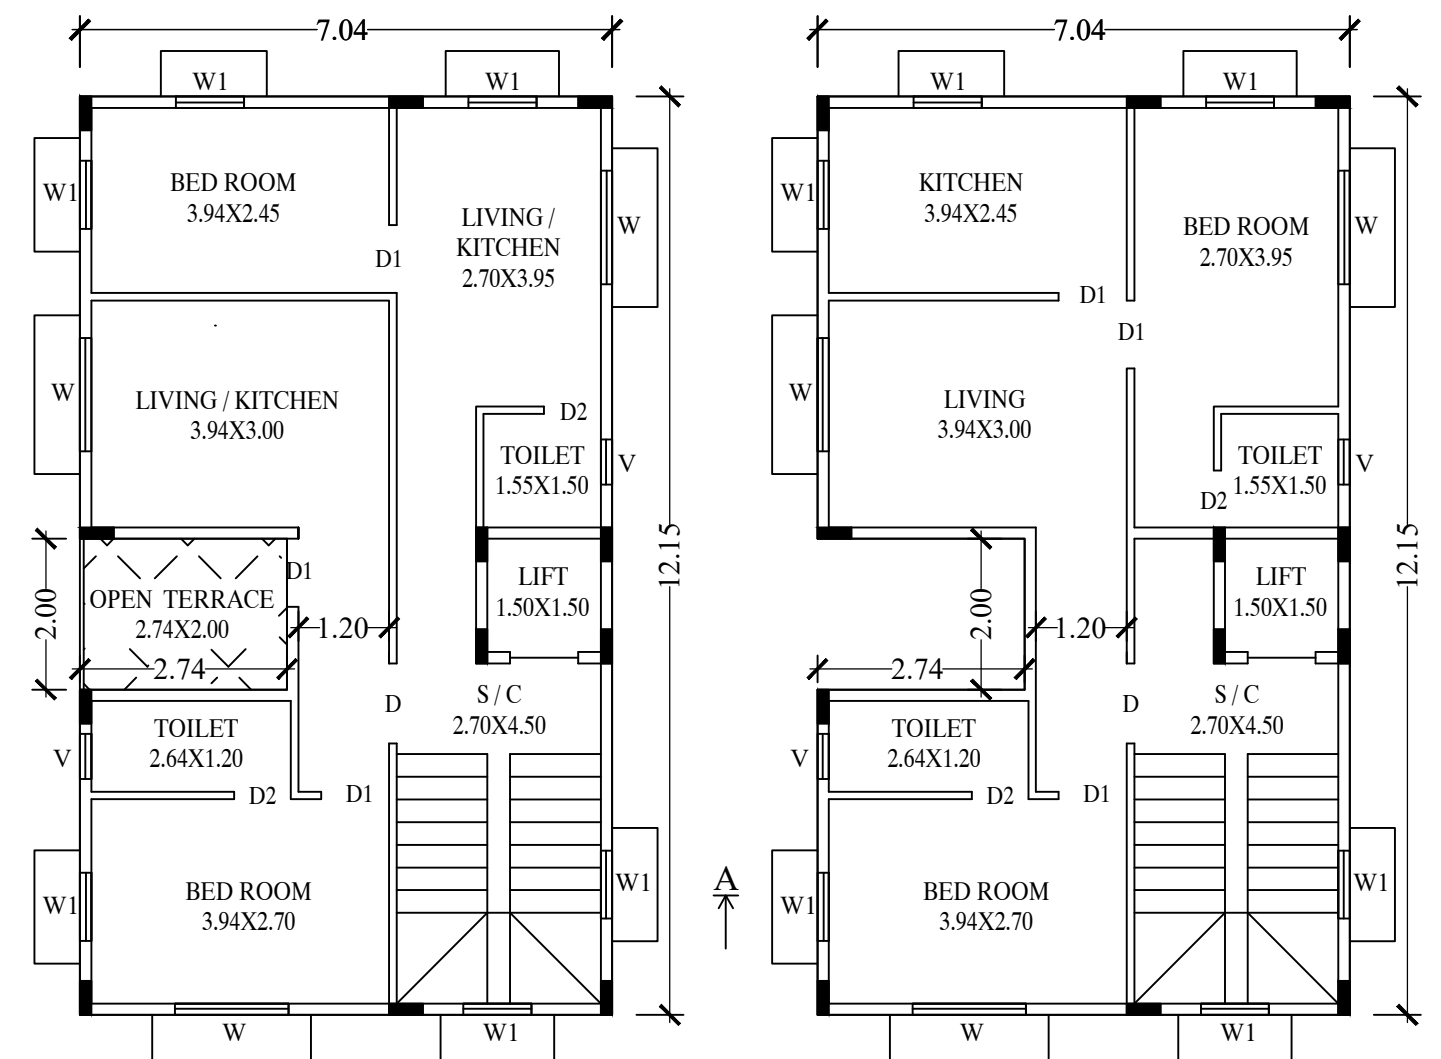 7.04
W1
W1
W1
BED ROOM
3.94X2.45
LIVING /
KITCHEN
2.70X3.95
W
D1
W
LIVING / KITCHEN
3.94X3.00
D2
TOILET
1.55X1.50
V
12.15
D1
LIFT
1.50X1.50
OPEN TERRACE
2.74X2.00
2.00
1.20
2.74
D
S / C
2.70X4.50
TOILET
2.64X1.20
V
D2
D1
W1
BED ROOM
3.94X2.70
W1
W
W1
A
7.04
W1
W1
W1
KITCHEN
3.94X2.45
BED ROOM
2.70X3.95
W
D1
D1
W
LIVING
3.94X3.00
TOILET
1.55X1.50
V
D2
12.15
LIFT
1.50X1.50
2.00
1.20
2.74
D
S / C
2.70X4.50
TOILET
2.64X1.20
V
D2
D1
W1
BED ROOM
3.94X2.70
W1
W
W1